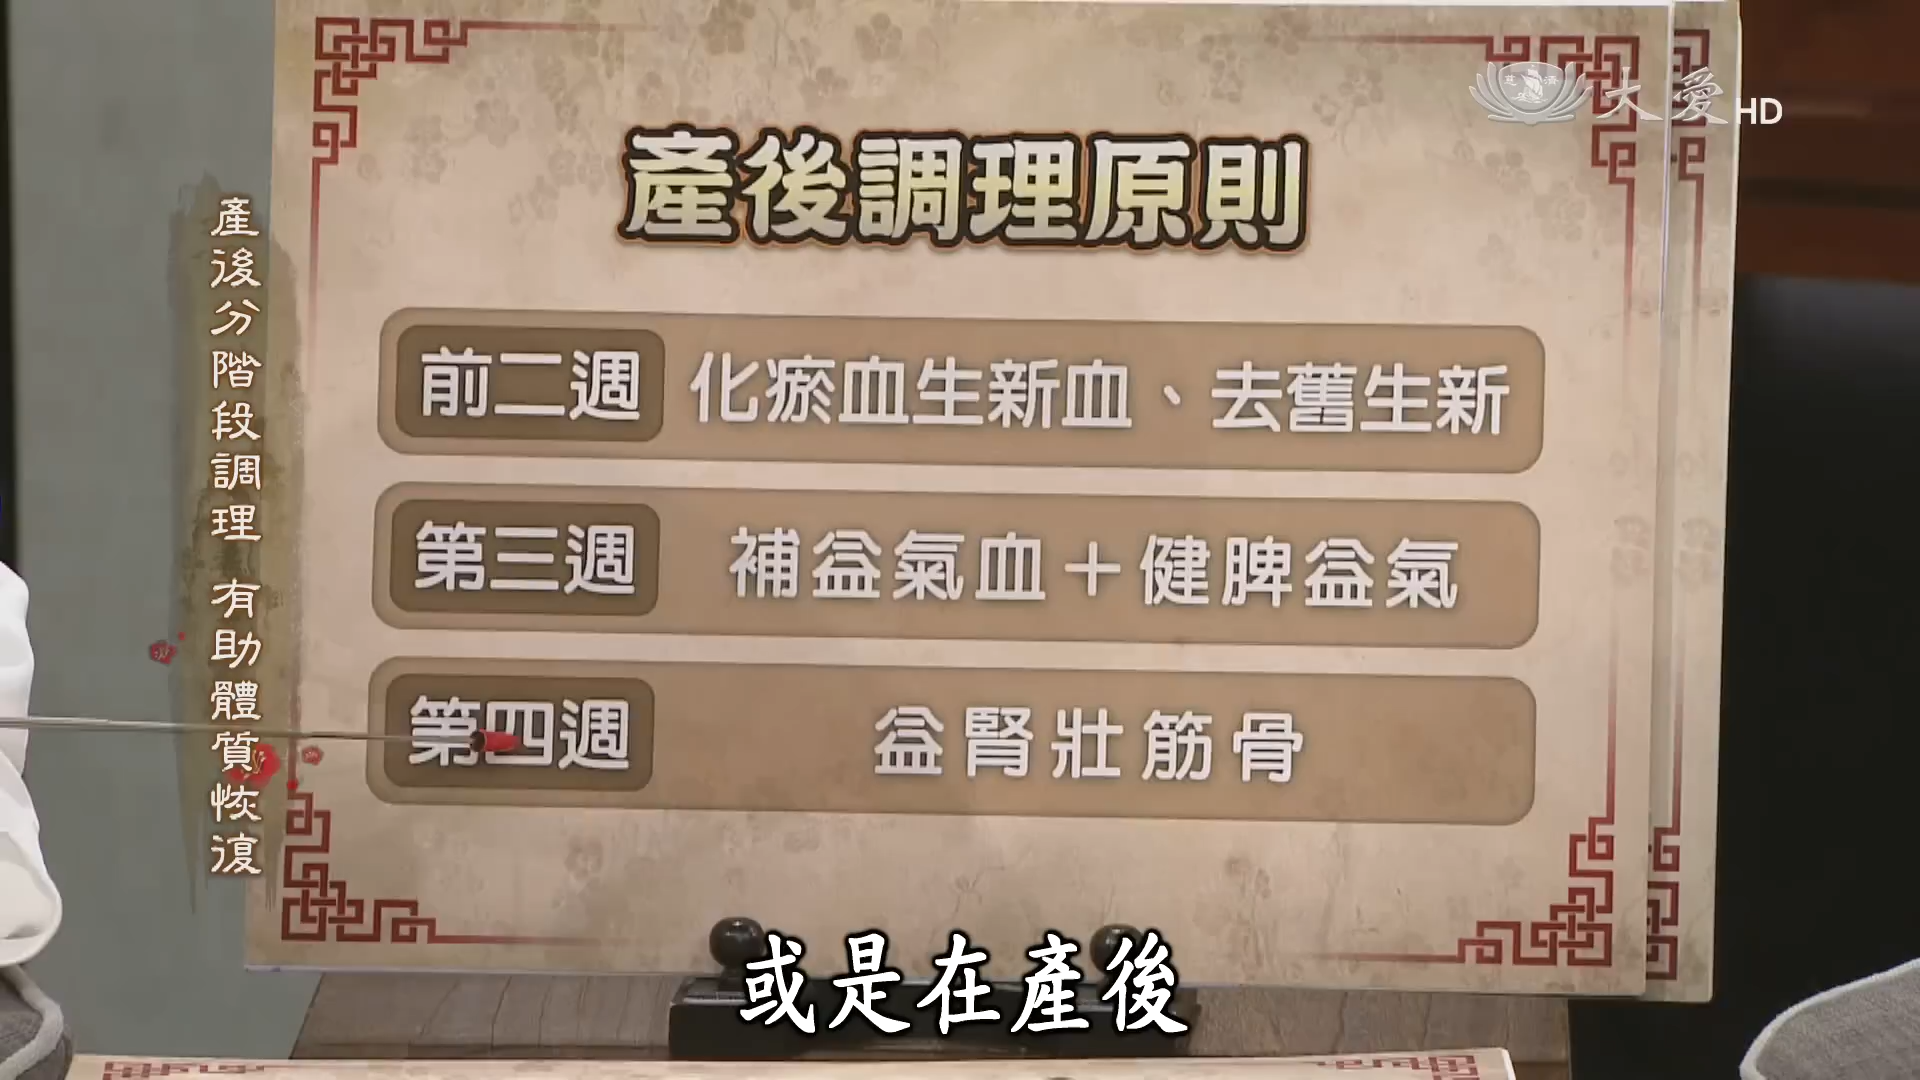 產後調理原則
前二週 化瘀血生新血、去舊生新
第三週 補益氣血+健脾益氣
第四週 益腎壯筋骨
產後分階段調理 有助體質恢復
大愛HD
慈濟
或是在產後